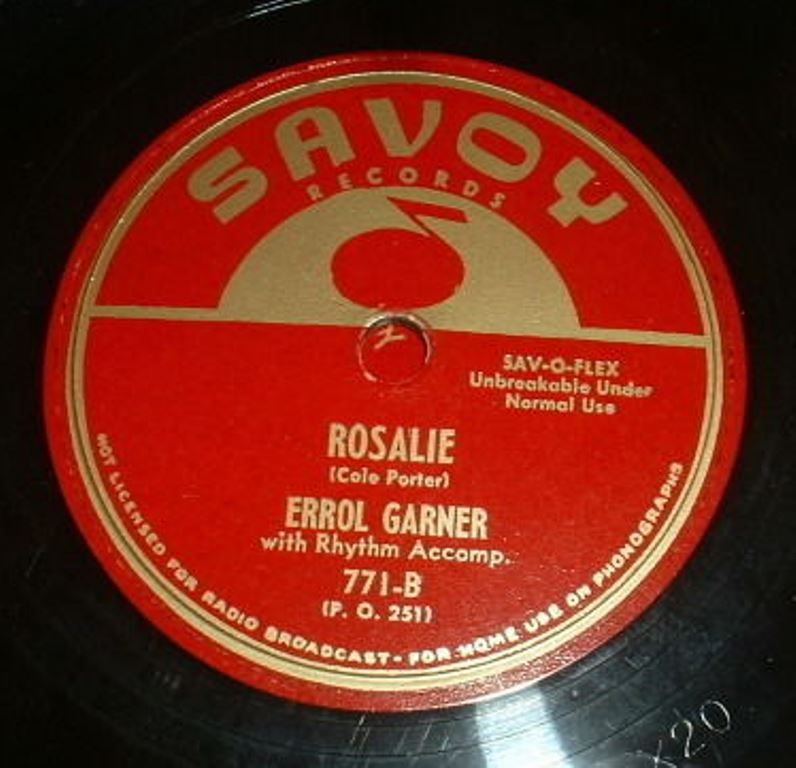 SAVOY
RECORDS
SAV-O-FLEX
Unbreakable Under
Normal Use
ROSALIE
(Cole Porter)
ERROL GARNER
with Rhythm Accomp.
771-B
(P. O. 251)
NOT LICENSED FOR RADIO BROADCAST - FOR HOME USE ON PHONOGRAPHS
x20